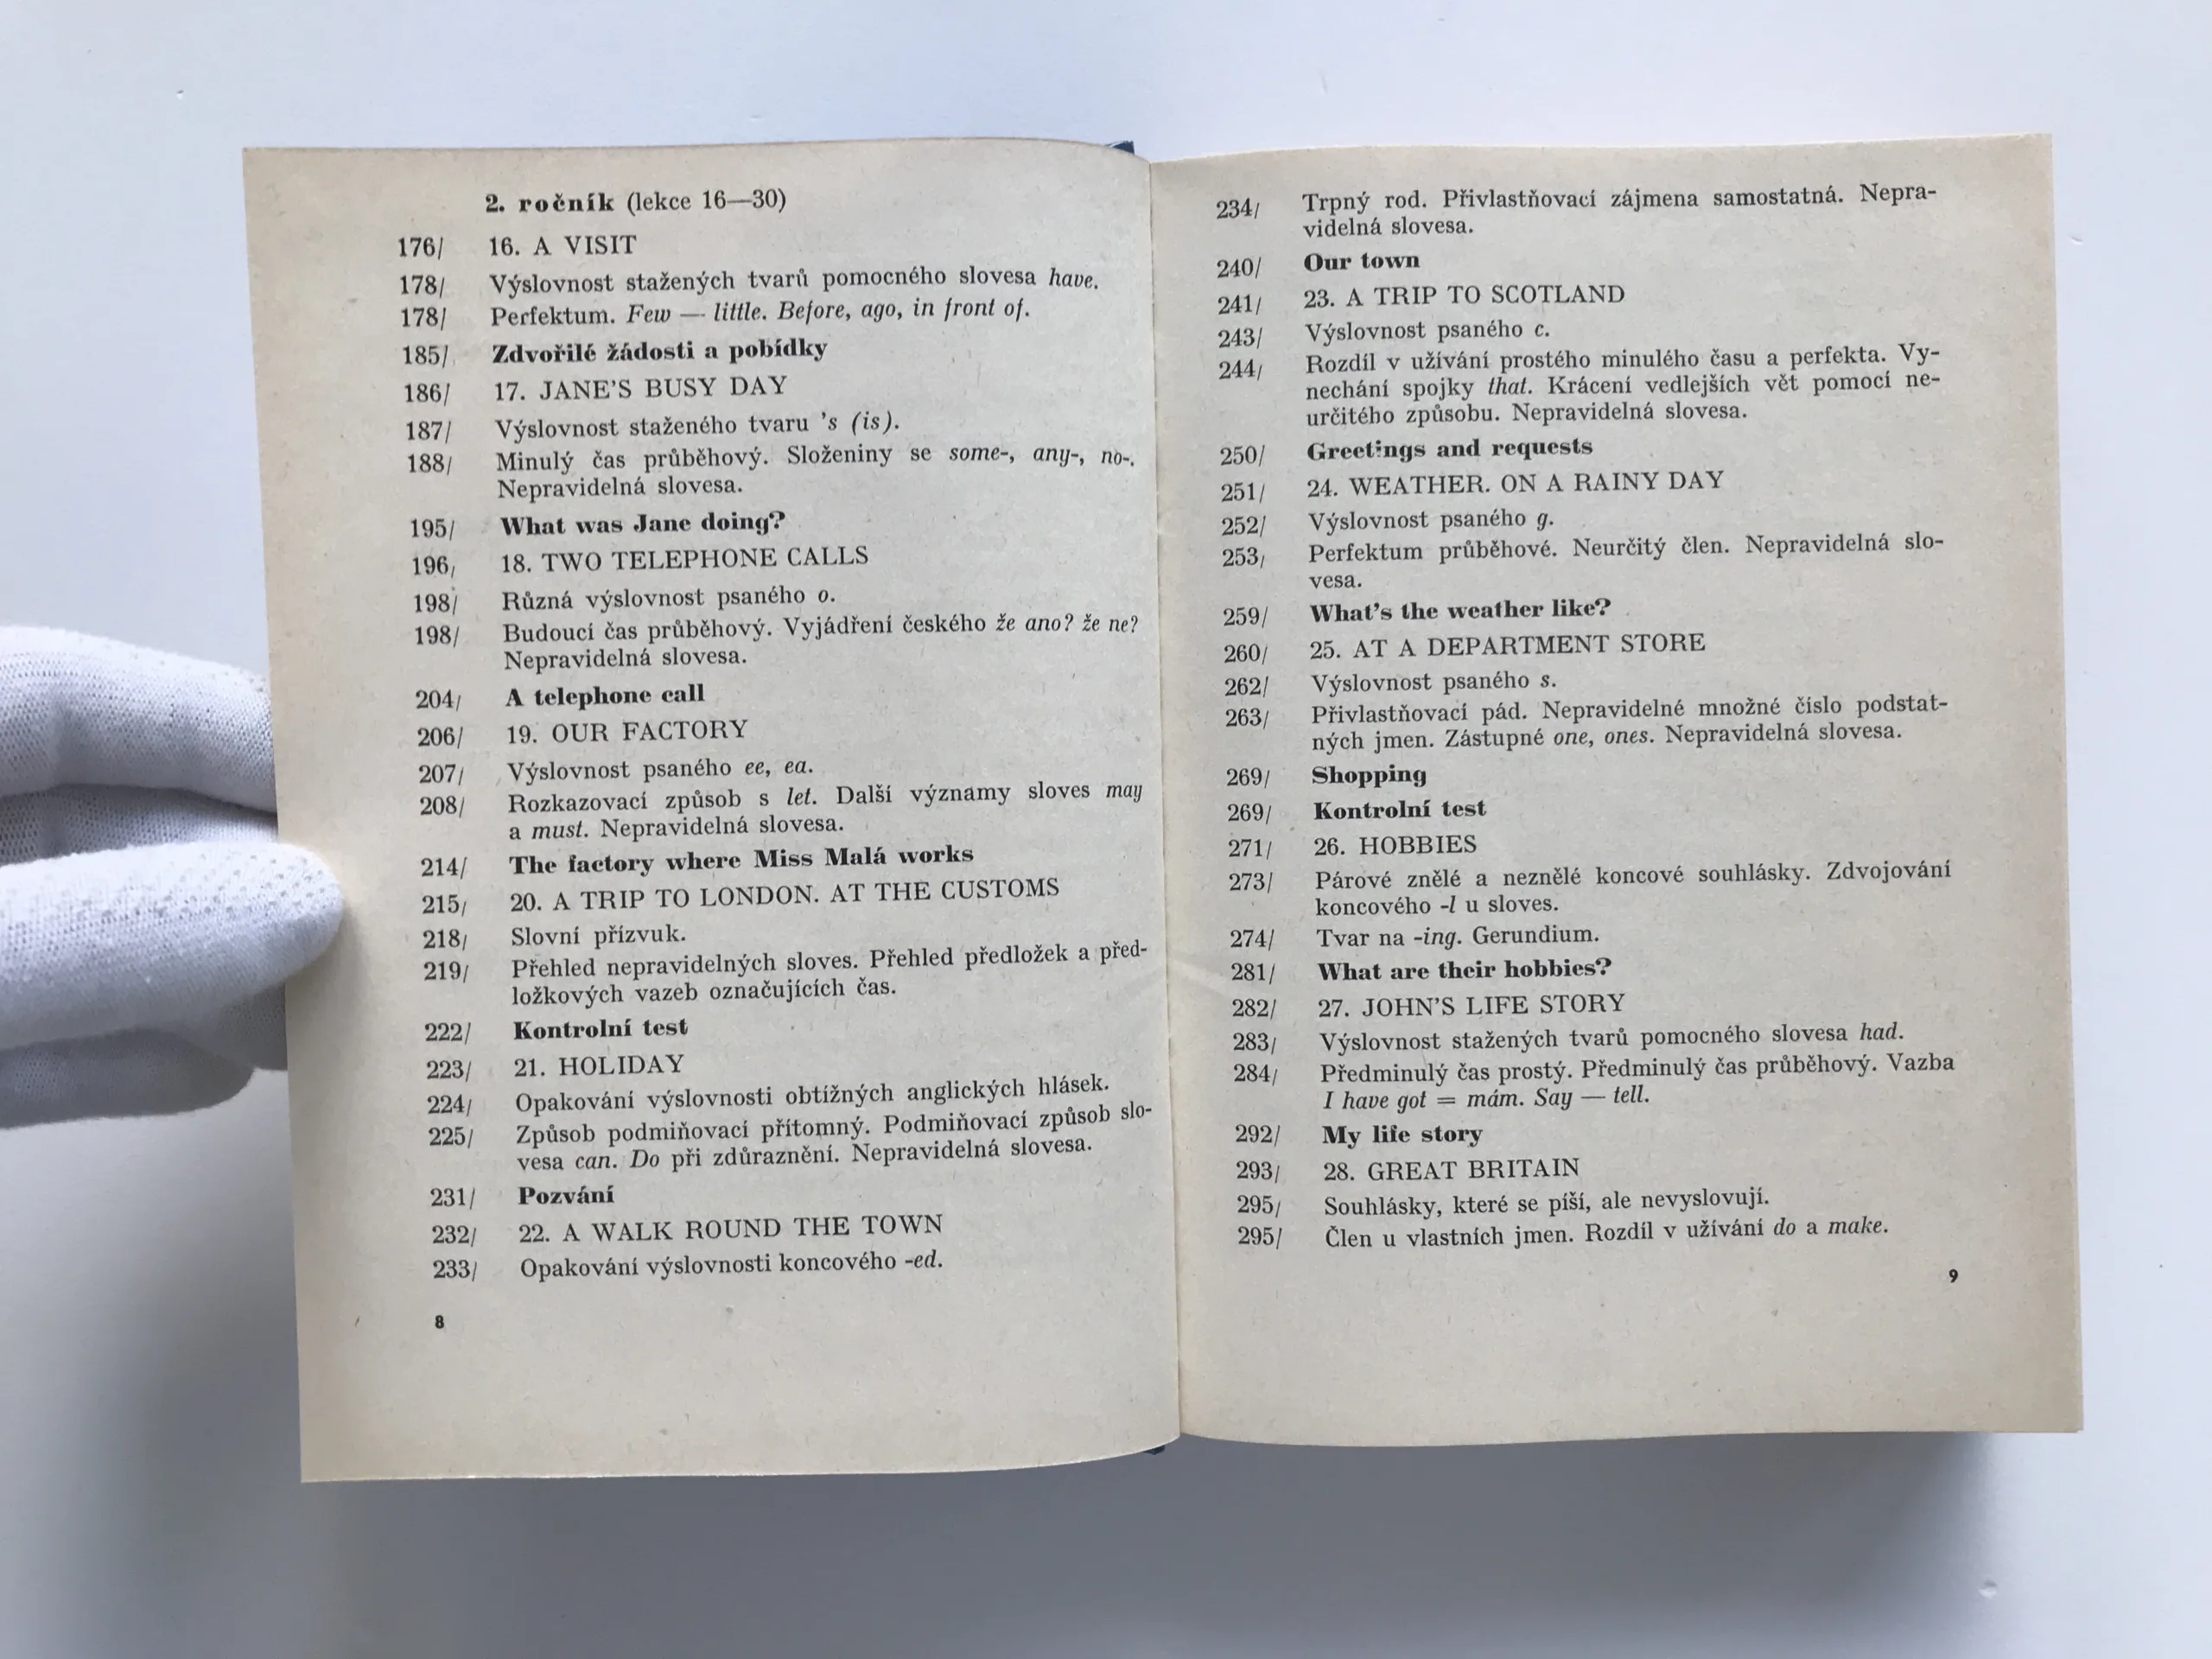 2. ročník (lekce 16—30)
176/ 16. A VISIT
178/ Výslovnost stažených tvarů pomocného slovesa have.
178/ Perfektum. Few — little. Before, ago, in front of.
185/ Zdvořilé žádosti a pobídky
186/ 17. JANE'S BUSY DAY
187/ Výslovnost staženého tvaru 's (is).
188/ Minulý čas průběhový. Složeniny se some-, any-, no-.
Nepravidelná slovesa.
195/ What was Jane doing?
196/ 18. TWO TELEPHONE CALLS
198/ Různá výslovnost psaného o.
198/ Budoucí čas průběhový. Vyjádření českého že ano? že ne?
Nepravidelná slovesa.
204/ A telephone call
206/ 19. OUR FACTORY
207/ Výslovnost psaného ee, ea.
208/ Rozkazovací způsob s let. Další významy sloves may
a must. Nepravidelná slovesa.
214/ The factory where Miss Malá works
215/ 20. A TRIP TO LONDON. AT THE CUSTOMS
218/ Slovní přízvuk.
219/ Přehled nepravidelných sloves. Přehled předložek a před-
ložkových vazeb označujících čas.
222/ Kontrolní test
223/ 21. HOLIDAY
224/ Opakování výslovnosti obtížných anglických hlásek.
225/ Způsob podmiňovací přítomný. Podmiňovací způsob slo-
vesa can. Do při zdůraznění. Nepravidelná slovesa.
231/ Pozvání
232/ 22. A WALK ROUND THE TOWN
233/ Opakování výslovnosti koncového -ed.
8
234/ Trpný rod. Přivlastňovací zájmena samostatná. Nepra-
videlná slovesa.
240/ Our town
241/ 23. A TRIP TO SCOTLAND
243/ Výslovnost psaného c.
244/ Rozdíl v užívání prostého minulého času a perfekta. Vy-
nechání spojky that. Krácení vedlejších vět pomocí ne-
určitého způsobu. Nepravidelná slovesa.
250/ Greetings and requests
251/ 24. WEATHER. ON A RAINY DAY
252/ Výslovnost psaného g.
253/ Perfektum průběhové. Neurčitý člen. Nepravidelná slo-
vesa.
259/ What's the weather like?
260/ 25. AT A DEPARTMENT STORE
262/ Výslovnost psaného s.
263/ Přivlastňovací pád. Nepravidelné množné číslo podstat-
ných jmen. Zástupné one, ones. Nepravidelná slovesa.
269/ Shopping
269/ Kontrolní test
271/ 26. HOBBIES
273/ Párové znělé a neznělé koncové souhlásky. Zdvojování
koncového -l u sloves.
274/ Tvar na -ing. Gerundium.
281/ What are their hobbies?
282/ 27. JOHN'S LIFE STORY
283/ Výslovnost stažených tvarů pomocného slovesa had.
284/ Předminulý čas prostý. Předminulý čas průběhový. Vazba
I have got = mám. Say — tell.
292/ My life story
293/ 28. GREAT BRITAIN
295/ Souhlásky, které se píší, ale nevyslovují.
295/ Člen u vlastních jmen. Rozdíl v užívání do a make.
9